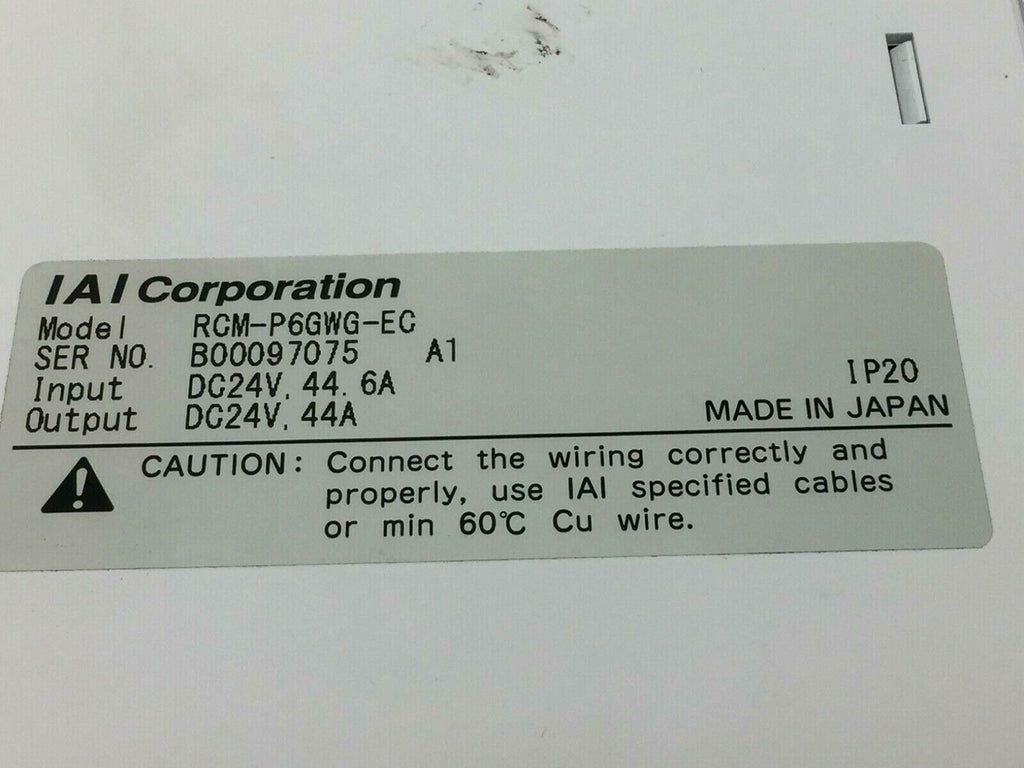 IAI Corporation
Model RCM-P6GWG-EC
SER NO. B00097075 A1
Input DC24V, 44. 6A
IP20
Output DC24V, 44A
MADE IN JAPAN
CAUTION: Connect the wiring correctly and
properly, use IAI specified cables
or min 60℃ Cu wire.